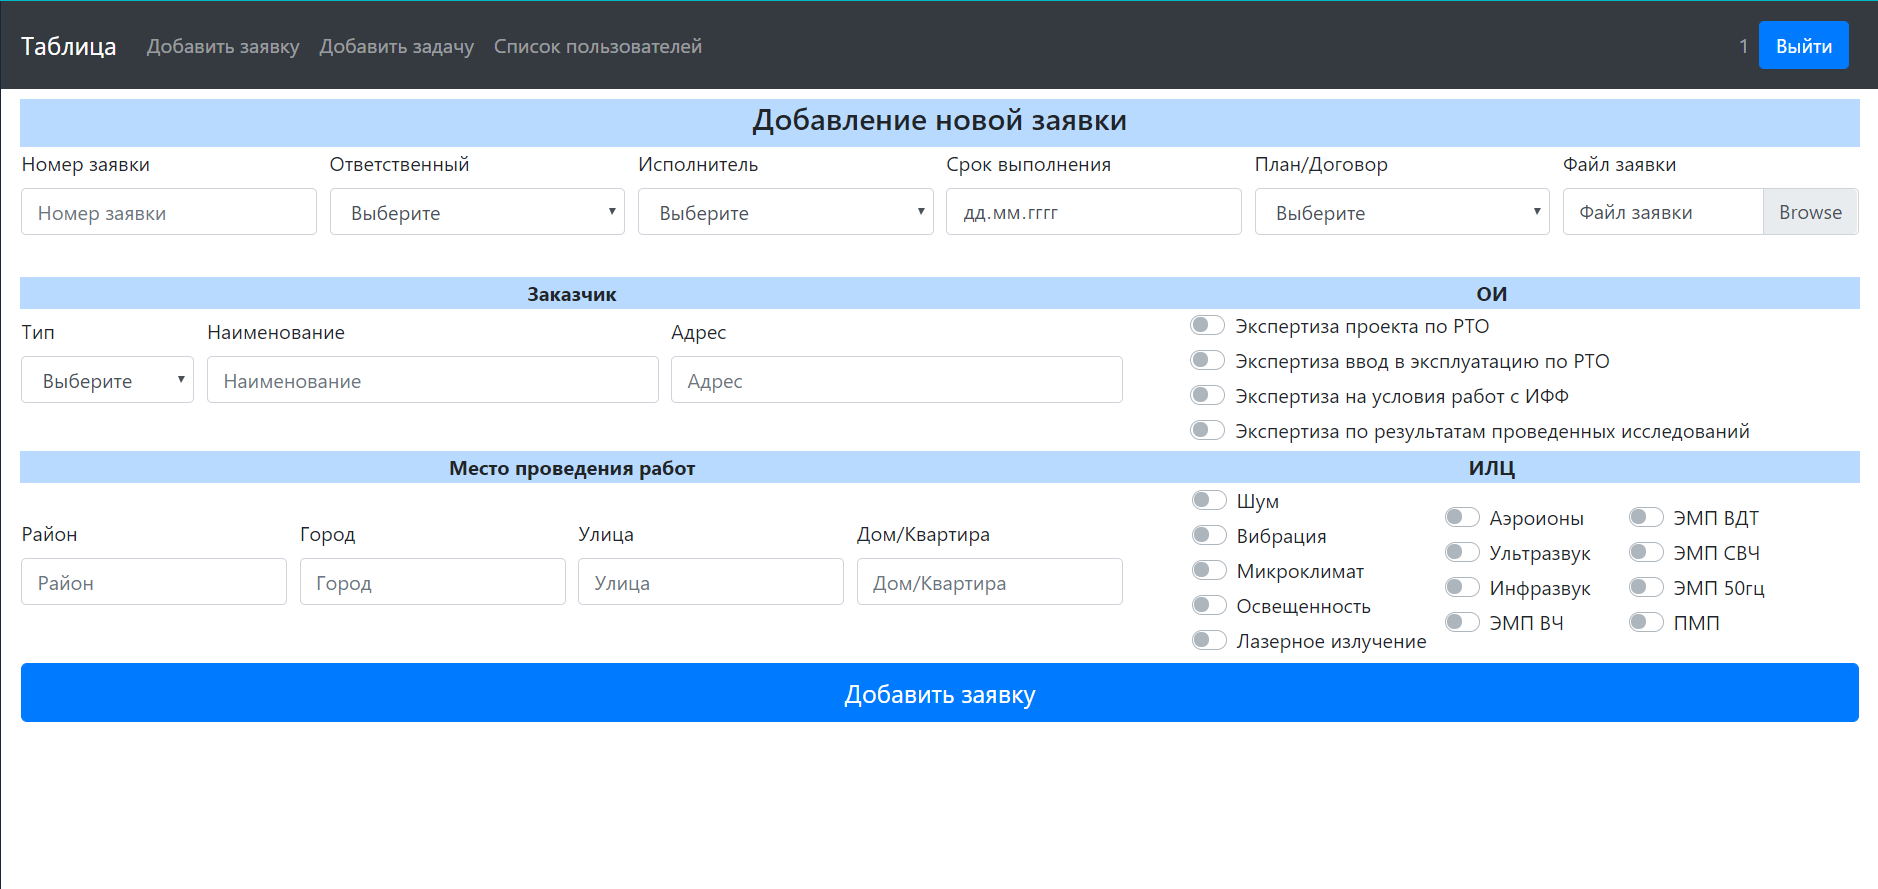 Таблица Добавить заявку Добавить задачу Список пользователей 1 Выйти
Добавление новой заявки
Номер заявки Ответственный Исполнитель Срок выполнения План/Договор Файл заявки
Номер заявки Выберите Выберите дд.мм.гггг Выберите Файл заявки Browse
Заказчик ОИ
Тип Наименование Адрес
Выберите Наименование Адрес
Экспертиза проекта по РТО
Экспертиза ввод в эксплуатацию по РТО
Экспертиза на условия работ с ИФФ
Экспертиза по результатам проведенных исследований
Место проведения работ ИЛЦ
Район Город Улица Дом/Квартира
Район Город Улица Дом/Квартира
Шум
Вибрация
Микроклимат
Освещенность
Лазерное излучение
Аэроионы
Ультразвук
Инфразвук
ЭМП ВЧ
ЭМП ВДТ
ЭМП СВЧ
ЭМП 50гц
ПМП
Добавить заявку